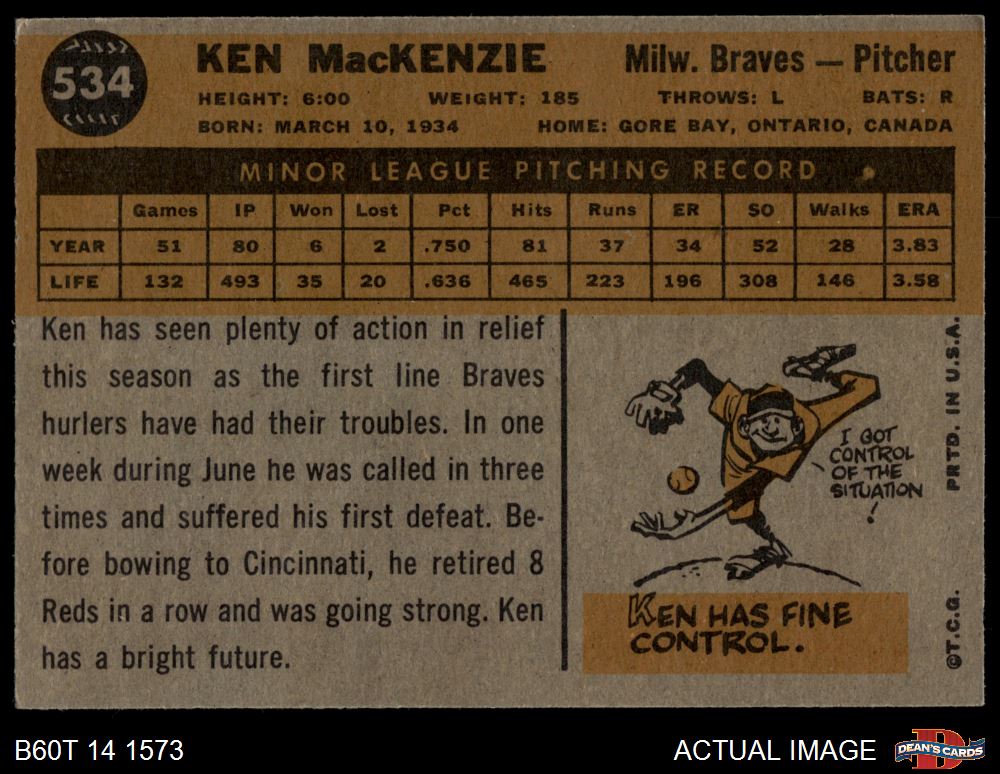 534
KEN MacKENZIE
Milw. Braves — Pitcher
HEIGHT: 6:00 WEIGHT: 185 THROWS: L BATS: R
BORN: MARCH 10, 1934 HOME: GORE BAY, ONTARIO, CANADA
MINOR LEAGUE PITCHING RECORD
Games IP Won Lost Pct Hits Runs ER SO Walks ERA
YEAR 51 80 6 2 .750 81 37 34 52 28 3.83
LIFE 132 493 35 20 .636 465 223 196 308 146 3.58
Ken has seen plenty of action in relief
this season as the first line Braves
hurlers have had their troubles. In one
week during June he was called in three
times and suffered his first defeat. Be-
fore bowing to Cincinnati, he retired 8
Reds in a row and was going strong. Ken
has a bright future.
I GOT
CONTROL
OF THE
SITUATION
!
KEN HAS FINE
CONTROL.
©T.C.G. PRTD. IN U.S.A.
B60T 14 1573
ACTUAL IMAGE
D
DEAN'S CARDS